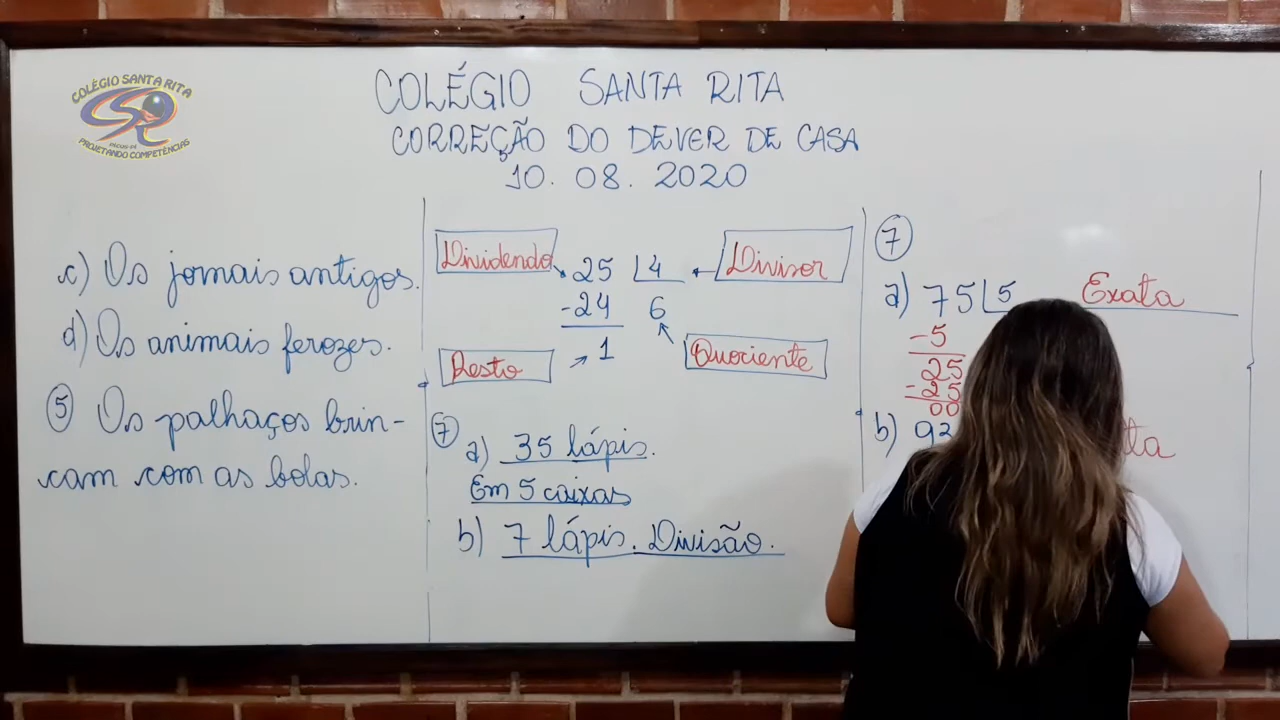 COLÉGIO SANTA RITA
PROJETANDO COMPETÊNCIAS
COLÉGIO SANTA RITA
CORREÇÃO DO DEVER DE CASA
10. 08. 2020
c) Os jornais antigos.
d) Os animais ferozes.
5 Os palhaços brin-
cam com as bolas.
Dividendo 25 4 Divisor
-24 6
Resto 1 Quociente
7 a) 35 lápis.
Em 5 caixas
b) 7 lápis. Divisão.
7
a) 75 5 Exata
-5
25
-25
00
b) 92